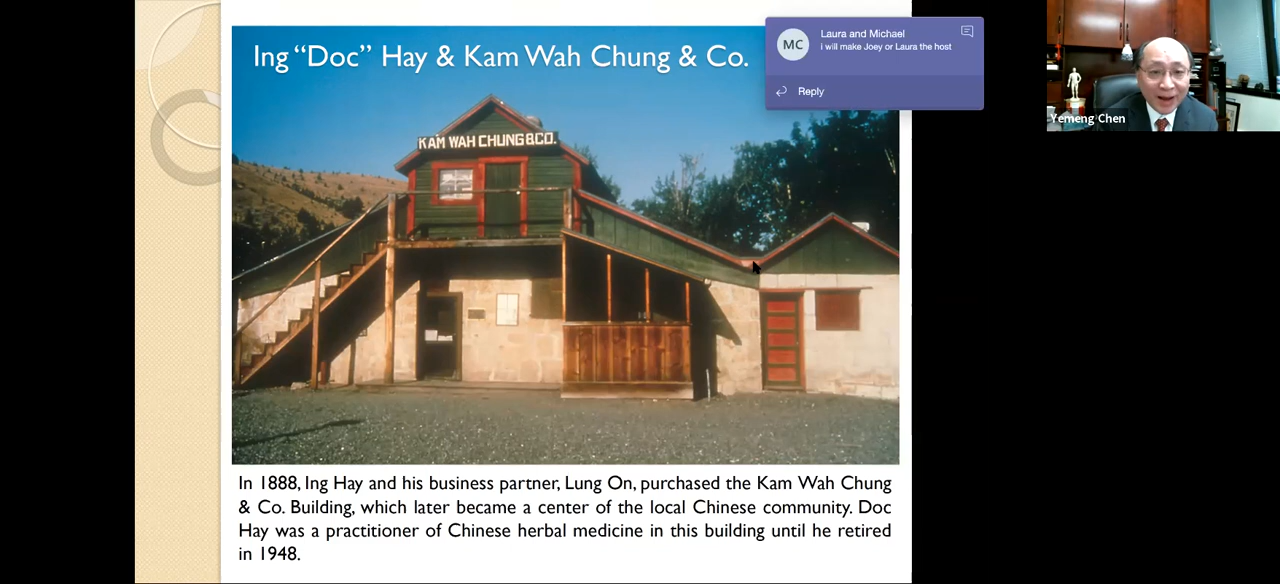 Ing “Doc” Hay & Kam Wah Chung & Co.
MC
Laura and Michael
i will make Joey or Laura the host
Reply
Yemeng Chen
KAM WAH CHUNG & CO.
In 1888, Ing Hay and his business partner, Lung On, purchased the Kam Wah Chung
& Co. Building, which later became a center of the local Chinese community. Doc
Hay was a practitioner of Chinese herbal medicine in this building until he retired
in 1948.